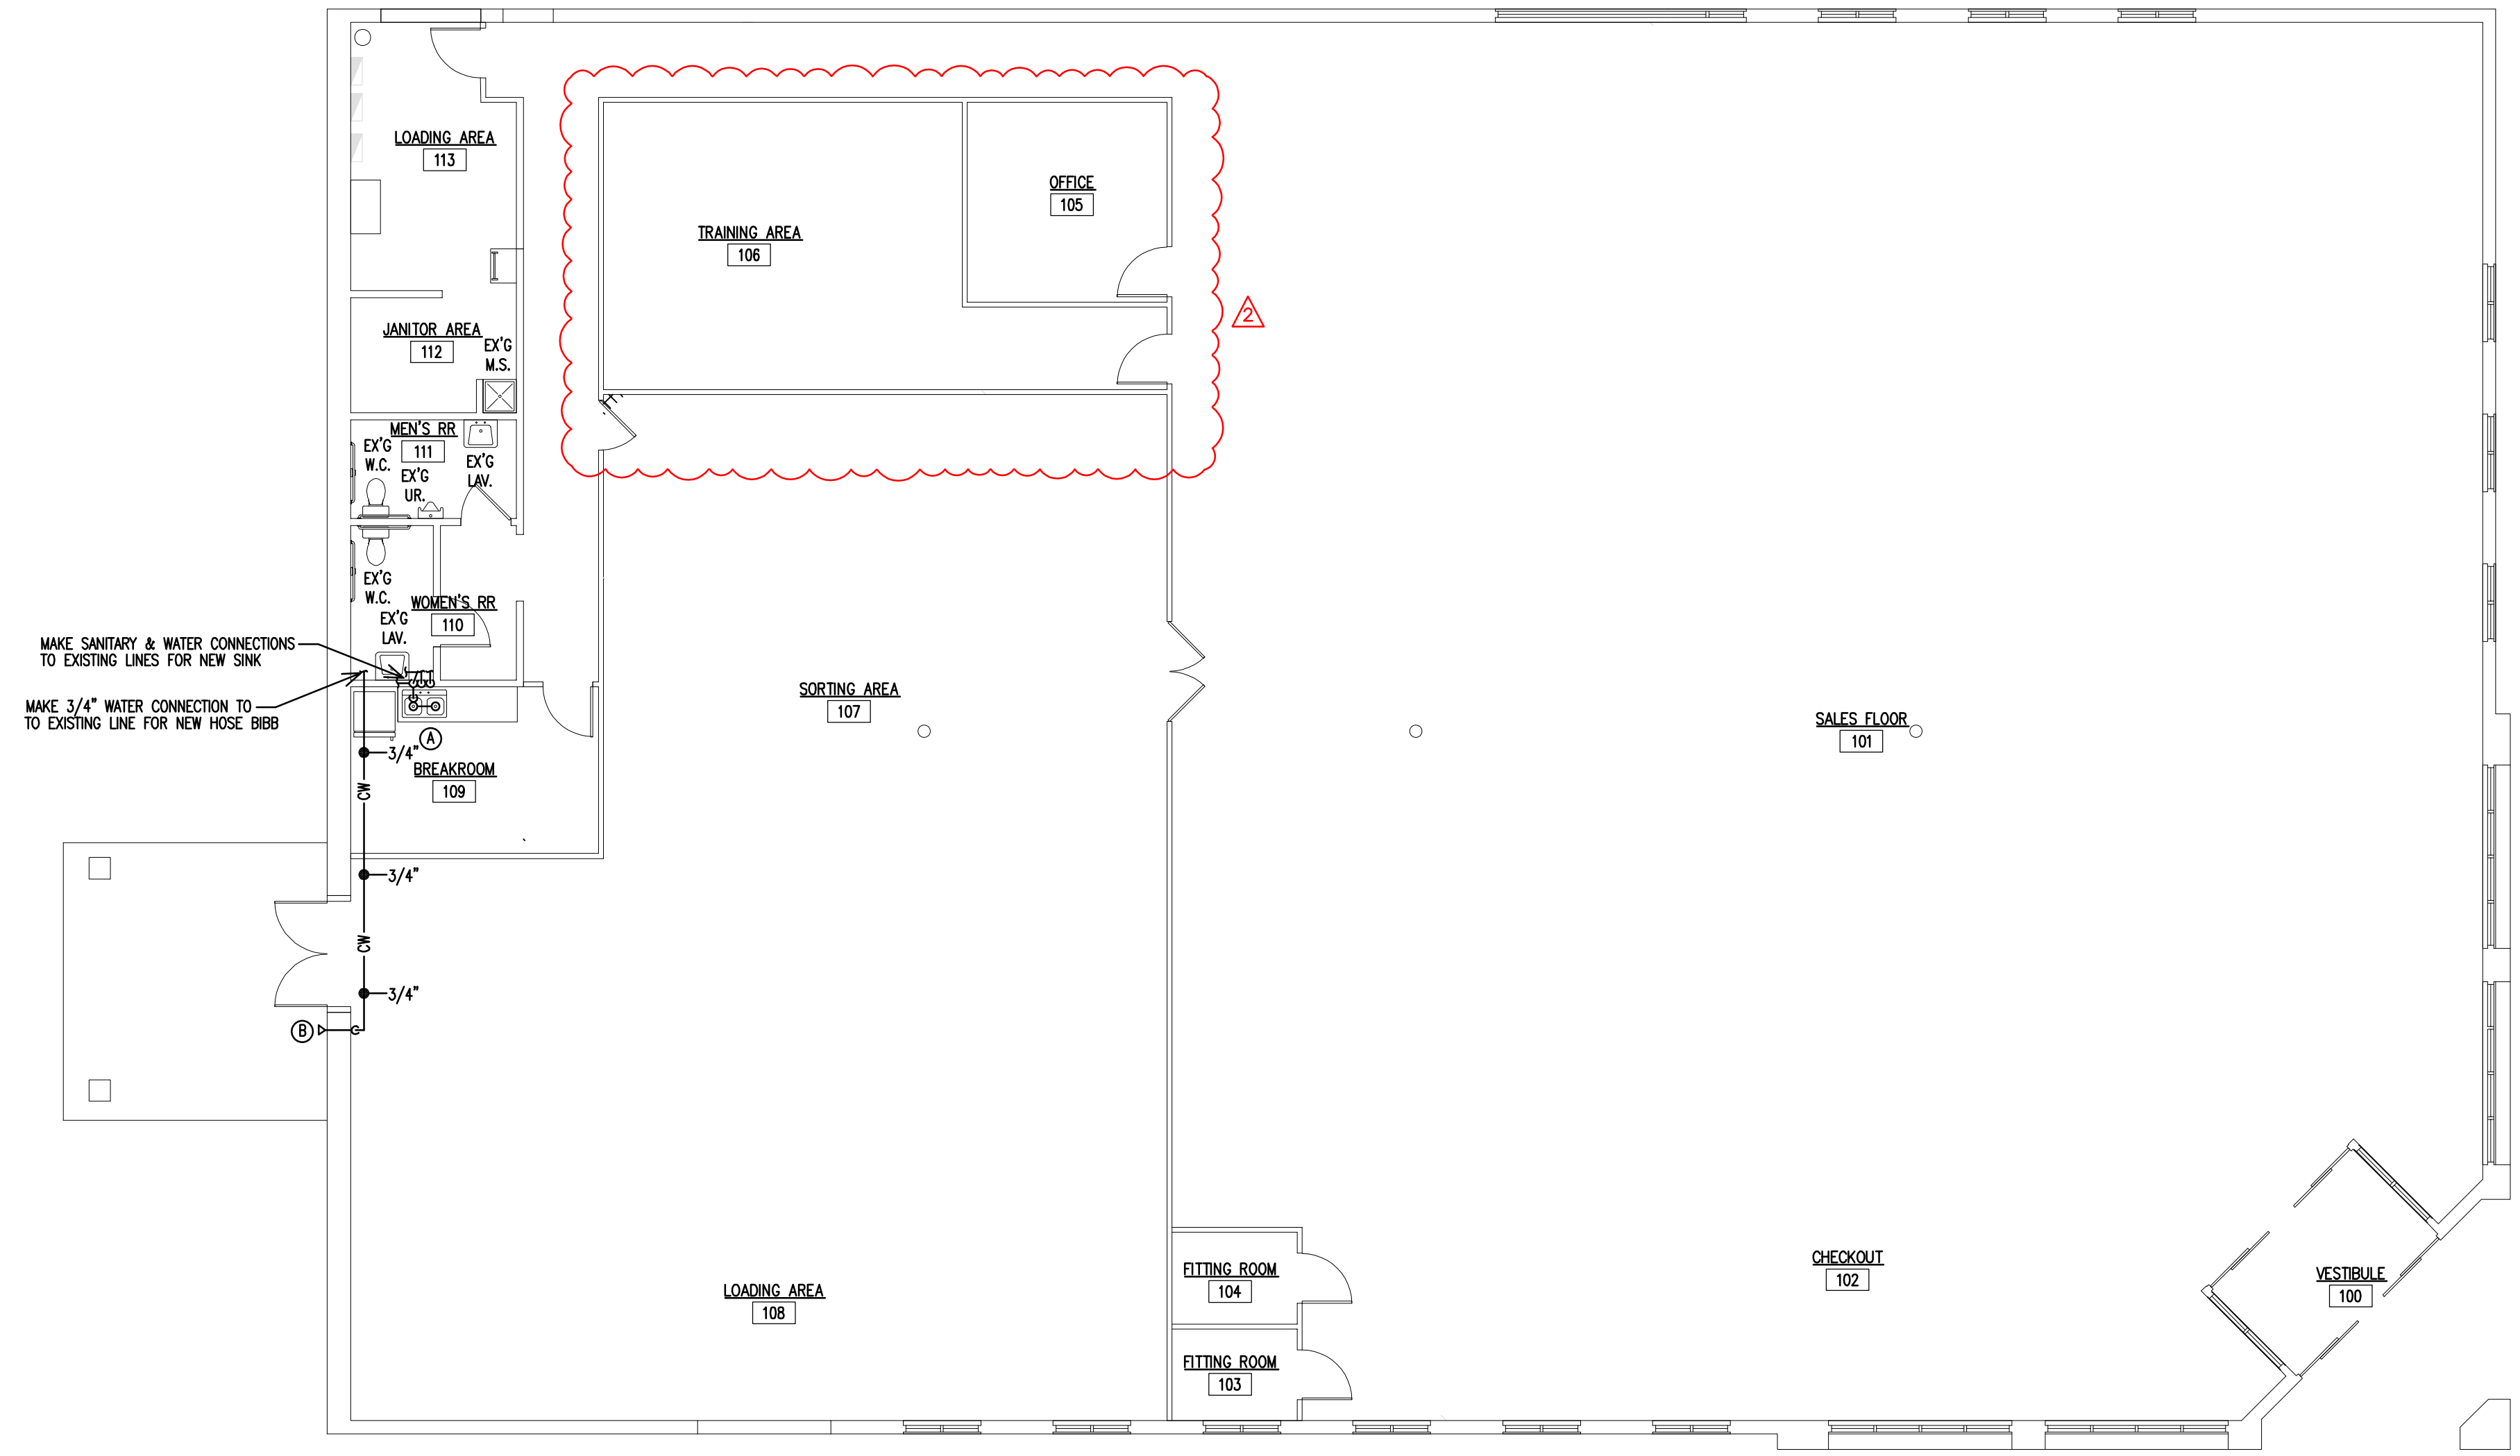 LOADING AREA
113
OFFICE
105
TRAINING AREA
106
2
JANITOR AREA
112
EX'G
M.S.
MEN'S RR
111
EX'G
W.C.
EX'G
UR.
EX'G
LAV.
EX'G
W.C.
WOMEN'S RR
110
EX'G
LAV.
MAKE SANITARY & WATER CONNECTIONS
TO EXISTING LINES FOR NEW SINK
MAKE 3/4" WATER CONNECTION TO
TO EXISTING LINE FOR NEW HOSE BIBB
SORTING AREA
107
SALES FLOOR
101
A
3/4"
BREAKROOM
109
CW
3/4"
CW
3/4"
B
FITTING ROOM
104
CHECKOUT
102
VESTIBULE
100
LOADING AREA
108
FITTING ROOM
103